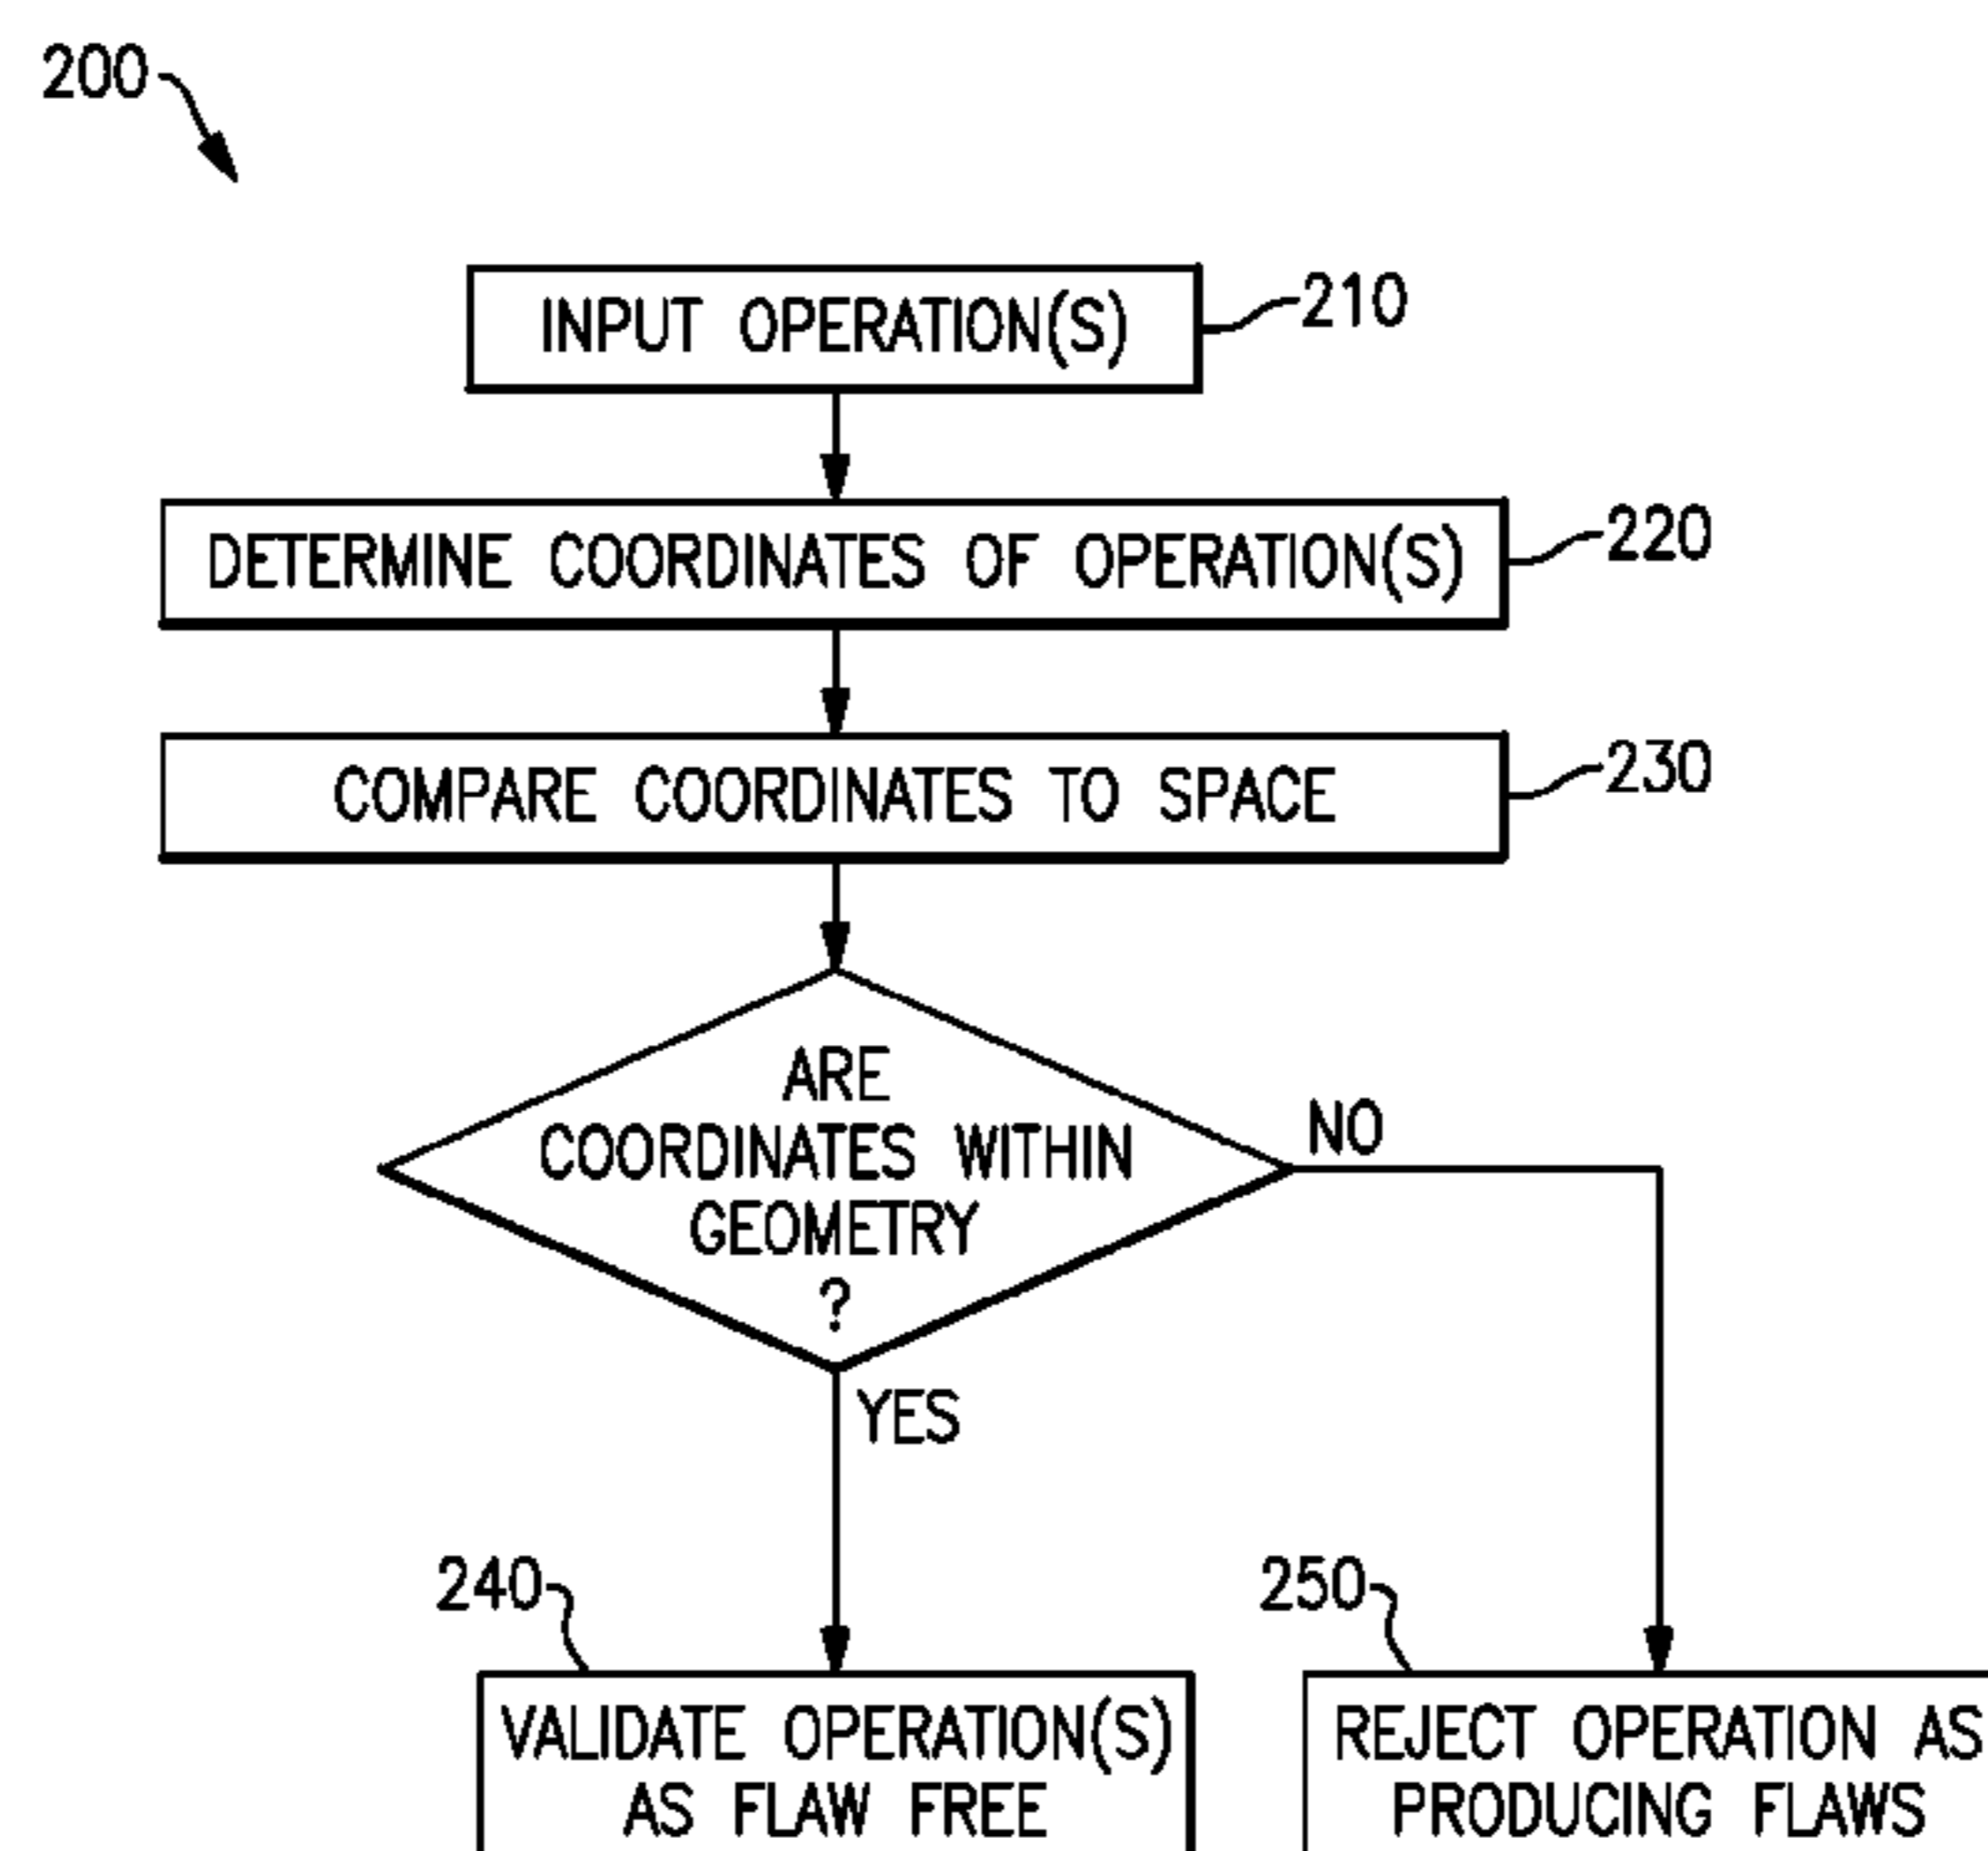 200
INPUT OPERATION(S)
210
DETERMINE COORDINATES OF OPERATION(S)
220
COMPARE COORDINATES TO SPACE
230
ARE
COORDINATES WITHIN
GEOMETRY
?
NO
YES
240
VALIDATE OPERATION(S)
AS FLAW FREE
250
REJECT OPERATION AS
PRODUCING FLAWS